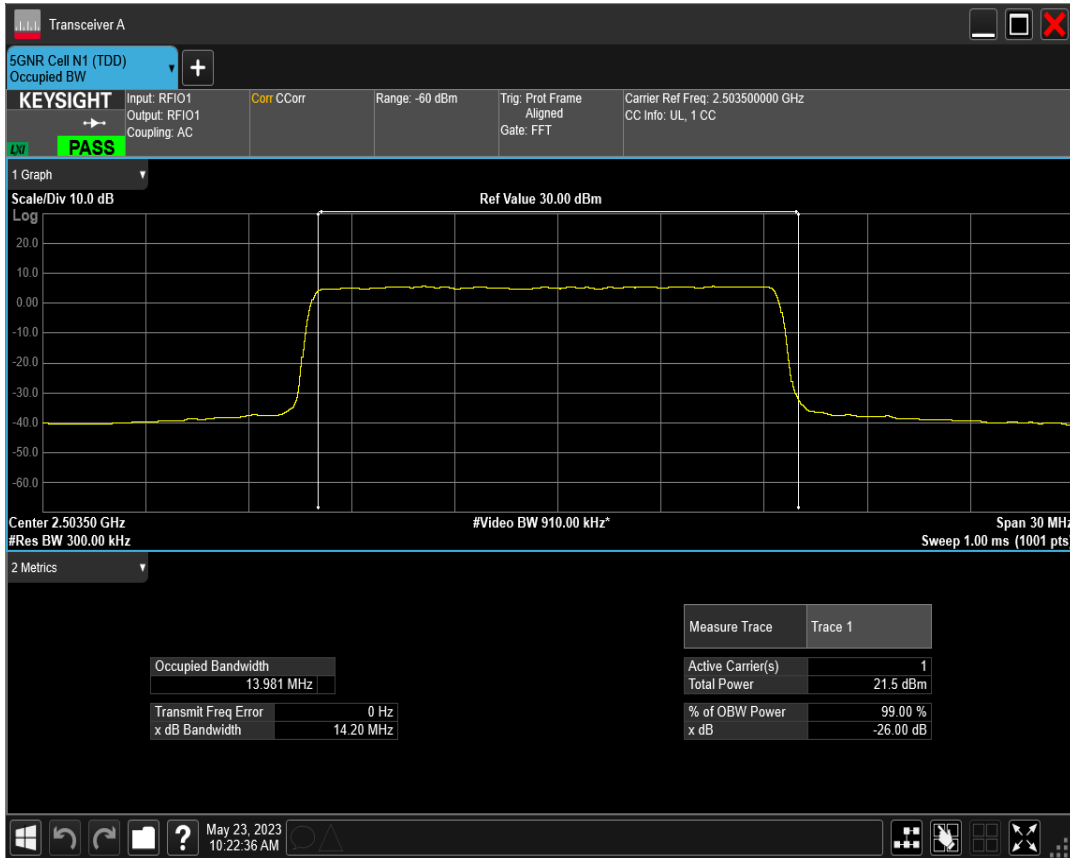 Transceiver A
5GNR Cell N1 (TDD)
Occupied BW
+
KEYSIGHT
LXI
PASS
Input: RFIO1
Output: RFIO1
Coupling: AC
Corr CCorr
Range: -60 dBm
Trig: Prot Frame
Aligned
Gate: FFT
Carrier Ref Freq: 2.503500000 GHz
CC Info: UL, 1 CC
1 Graph
Scale/Div 10.0 dB
Ref Value 30.00 dBm
Log
20.0
10.0
0.00
-10.0
-20.0
-30.0
-40.0
-50.0
-60.0
Center 2.50350 GHz
#Video BW 910.00 kHz*
Span 30 MHz
#Res BW 300.00 kHz
Sweep 1.00 ms (1001 pts)
2 Metrics
Measure Trace Trace 1
Occupied Bandwidth
13.981 MHz
Active Carrier(s) 1
Total Power 21.5 dBm
Transmit Freq Error 0 Hz
x dB Bandwidth 14.20 MHz
% of OBW Power 99.00 %
x dB -26.00 dB
?
May 23, 2023
10:22:36 AM